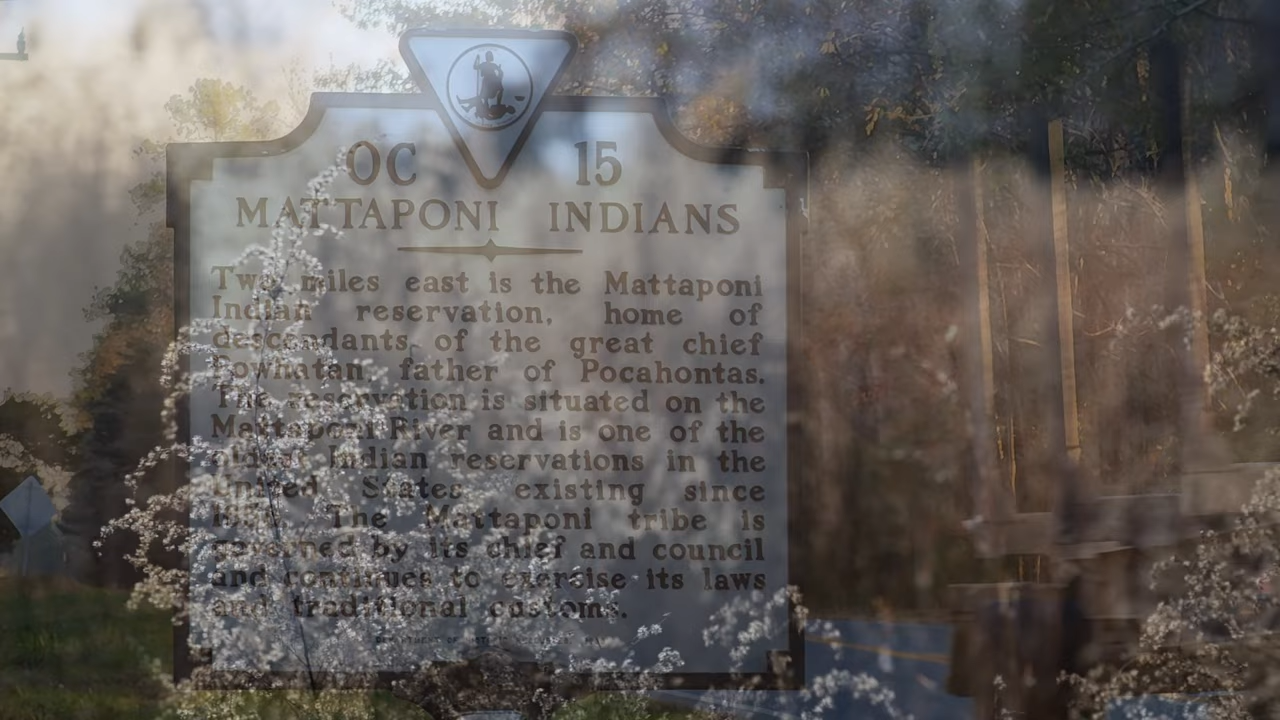 OC 15
MATTAPONI INDIANS
Two miles east is the Mattaponi
Indian reservation, home of
descendants of the great chief
Powhatan, father of Pocahontas.
The reservation is situated on the
Mattaponi River and is one of the
oldest Indian reservations in the
United States, existing since
The Mattaponi tribe is
governed by its chief and council
and continues to exercise its laws
and traditional customs.